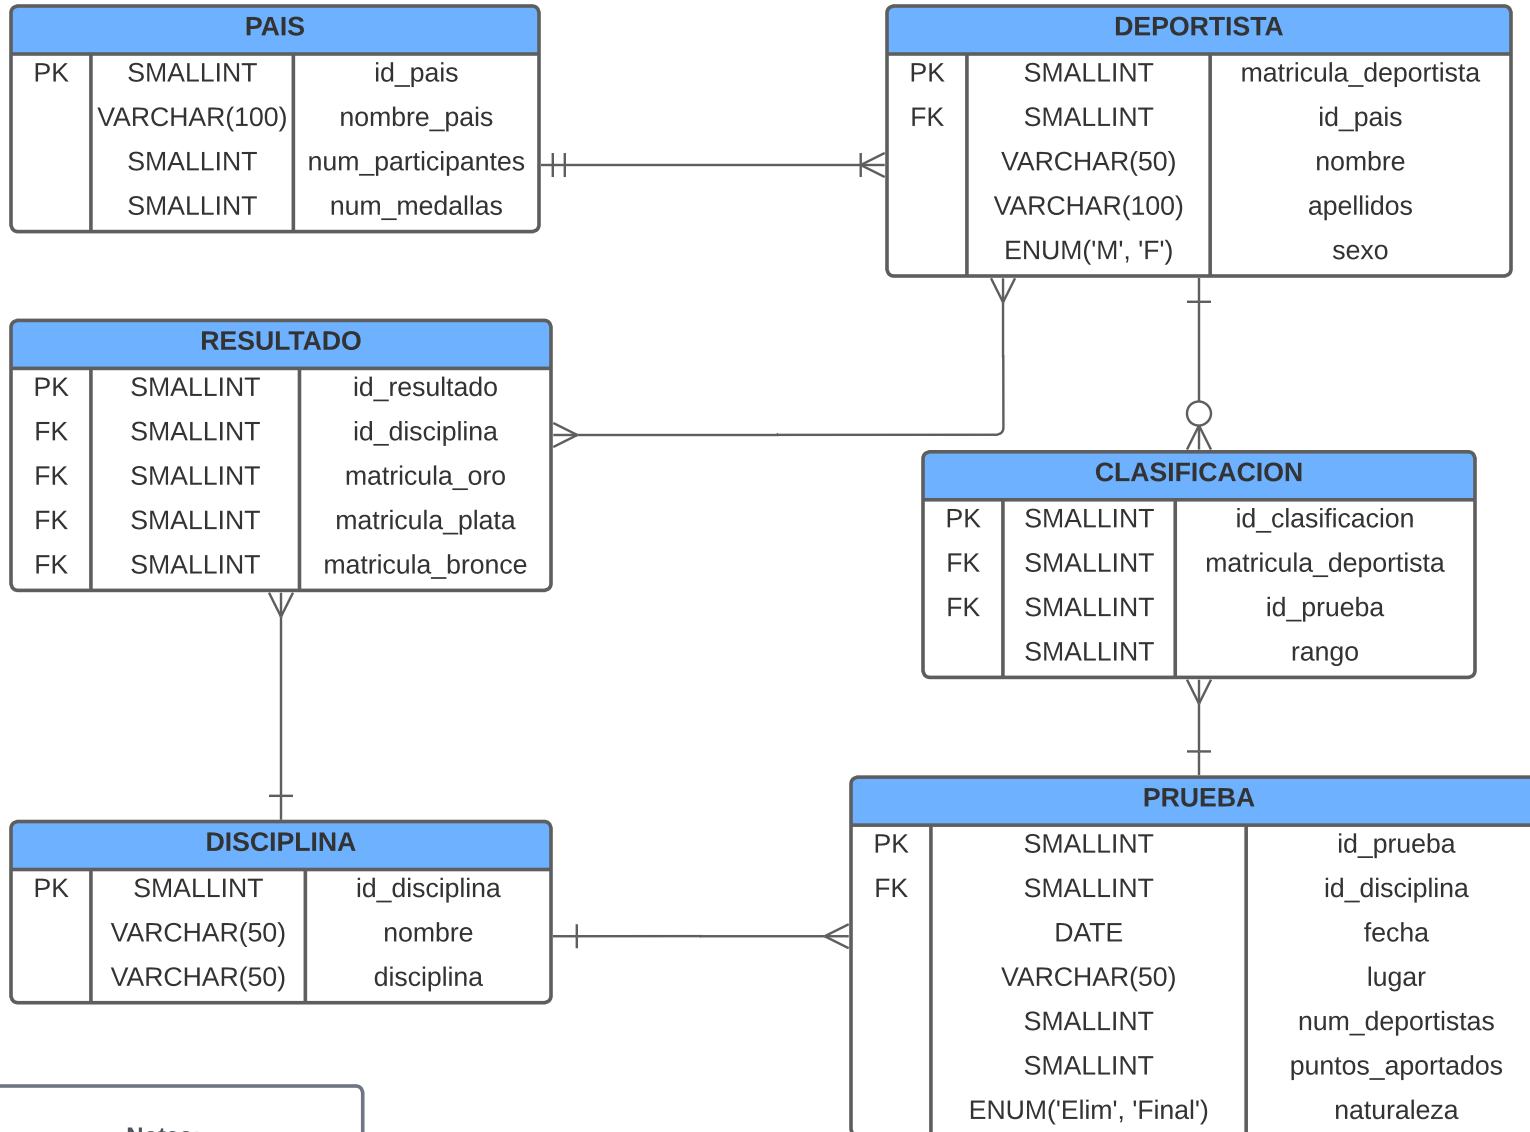 PAIS
PK SMALLINT id_pais
VARCHAR(100) nombre_pais
SMALLINT num_participantes
SMALLINT num_medallas
DEPORTISTA
PK SMALLINT matricula_deportista
FK SMALLINT id_pais
VARCHAR(50) nombre
VARCHAR(100) apellidos
ENUM('M', 'F') sexo
RESULTADO
PK SMALLINT id_resultado
FK SMALLINT id_disciplina
FK SMALLINT matricula_oro
FK SMALLINT matricula_plata
FK SMALLINT matricula_bronce
CLASIFICACION
PK SMALLINT id_clasificacion
FK SMALLINT matricula_deportista
FK SMALLINT id_prueba
SMALLINT rango
DISCIPLINA
PK SMALLINT id_disciplina
VARCHAR(50) nombre
VARCHAR(50) disciplina
PRUEBA
PK SMALLINT id_prueba
FK SMALLINT id_disciplina
DATE fecha
VARCHAR(50) lugar
SMALLINT num_deportistas
SMALLINT puntos_aportados
ENUM('Elim', 'Final') naturaleza